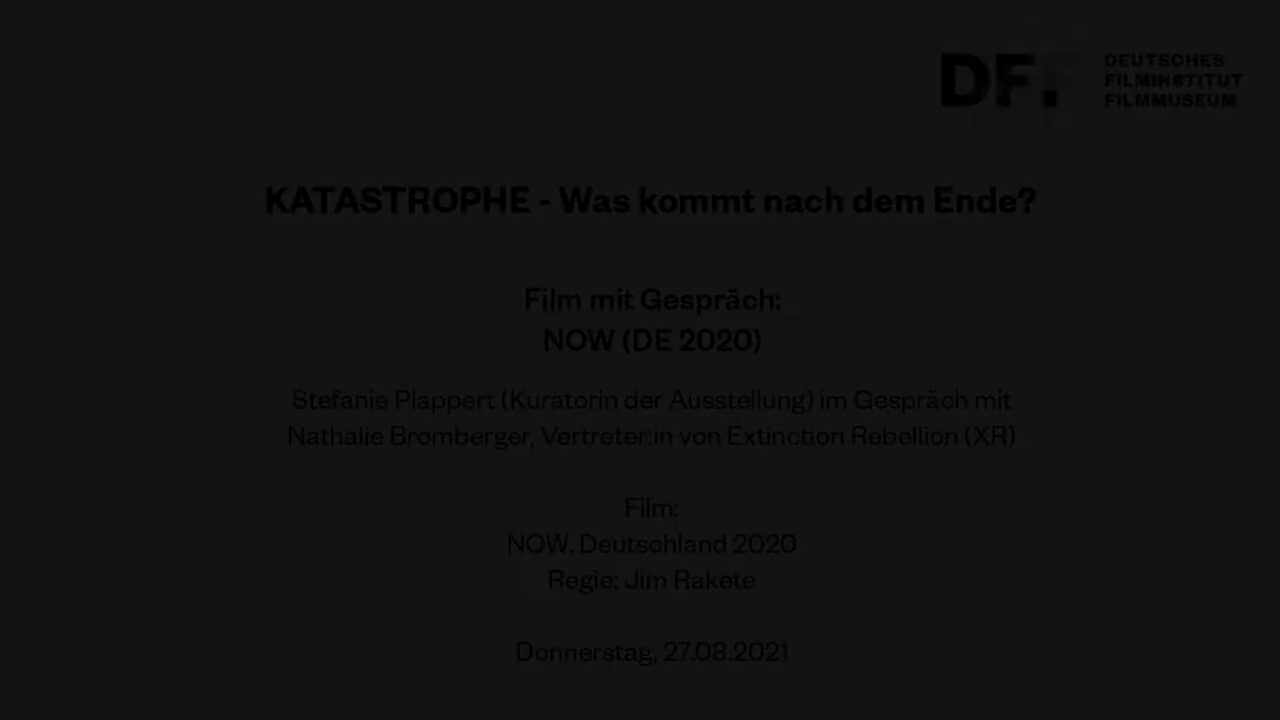 DFF
DEUTSCHES
FILMINSTITUT
FILMMUSEUM
KATASTROPHE - Was kommt nach dem Ende?
Film mit Gespräch:
NOW (DE 2020)
Stefanie Plappert (Kuratorin der Ausstellung) im Gespräch mit
Nathalie Bromberger, Vertreter:in von Extinction Rebellion (XR)
Film:
NOW. Deutschland 2020
Regie: Jim Rakete
Donnerstag, 27.08.2021